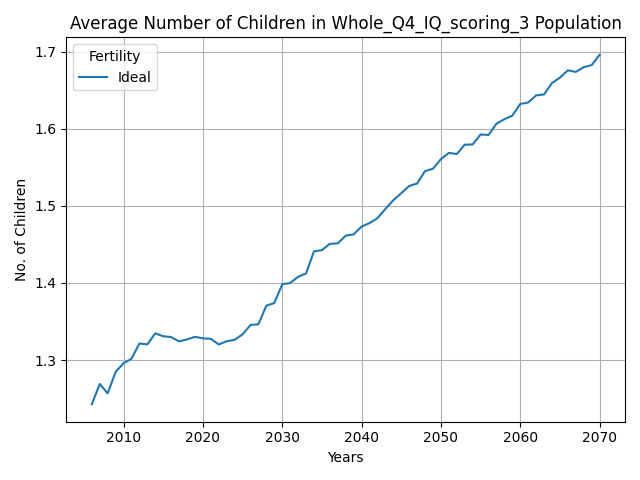 Average Number of Children in Whole_Q4_IQ_scoring_3 Population
Fertility
Ideal
No. of Children
1.7
1.6
1.5
1.4
1.3
2010 2020 2030 2040 2050 2060 2070
Years